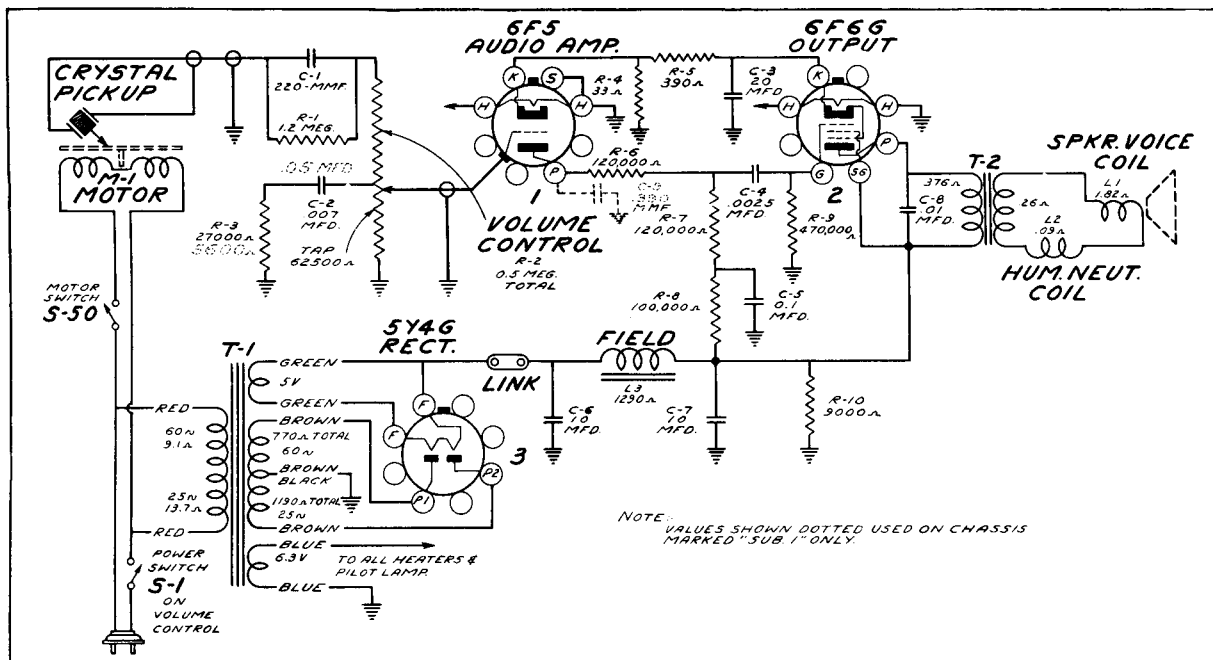 6F5
AUDIO AMP.
6F6G
OUTPUT
CRYSTAL
PICKUP
C-1
220-MMF.
R-1
1.2 MEG.
K
S
H
H
R-4
33Ω
R-5
390Ω
C-3
20
MFD.
K
H
H
P
G
SG
2
M-1
MOTOR
.05 MFD.
C-2
.007
MFD.
R-3
27000Ω
5600Ω
TAP
62500Ω
P
1
R-6
120,000Ω
.330
MMF
C-4
.0025
MFD.
R-7
120,000Ω
R-9
470,000Ω
VOLUME
CONTROL
R-2
0.5 MEG.
TOTAL
T-2
376Ω
C-8
.01
MFD.
.26Ω
SPKR. VOICE
COIL
L1
1.82Ω
L2
.03Ω
HUM. NEUT.
COIL
MOTOR
SWITCH
S-50
R-8
100,000Ω
C-5
0.1
MFD.
5Y4G
RECT.
LINK
FIELD
L3
1290Ω
T-1
GREEN
5V
GREEN
F
F
BROWN
770Ω TOTAL
60~
BROWN
BLACK
1190Ω TOTAL
25~
BROWN
P1
P2
3
C-6
10
MFD.
C-7
10
MFD.
R-10
9000Ω
RED
60~
9.1Ω
25~
13.7Ω
RED
BLUE
6.3V
BLUE
TO ALL HEATERS &
PILOT LAMP.
POWER
SWITCH
S-1
ON
VOLUME
CONTROL
NOTE:
VALUES SHOWN DOTTED USED ON CHASSIS
MARKED "SUB. 1" ONLY.